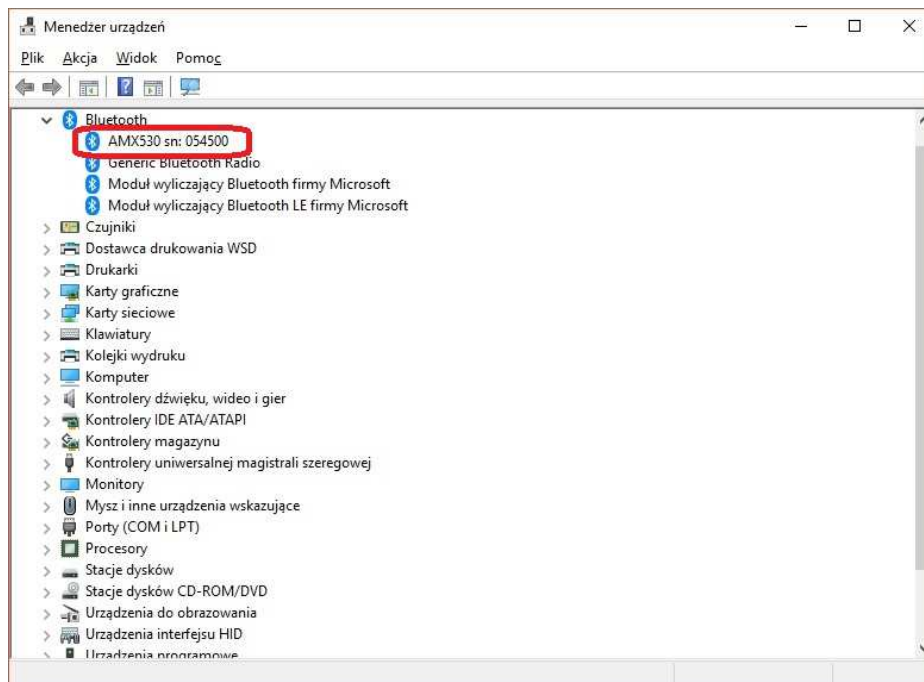 Menedżer urządzeń
Plik Akcja Widok Pomoc
Bluetooth
AMX530 sn: 054500
Generic Bluetooth Radio
Moduł wyliczający Bluetooth firmy Microsoft
Moduł wyliczający Bluetooth LE firmy Microsoft
Czujniki
Dostawca drukowania WSD
Drukarki
Karty graficzne
Karty sieciowe
Klawiatury
Kolejki wydruku
Komputer
Kontrolery dźwięku, wideo i gier
Kontrolery IDE ATA/ATAPI
Kontrolery magazynu
Kontrolery uniwersalnej magistrali szeregowej
Monitory
Mysz i inne urządzenia wskazujące
Porty (COM i LPT)
Procesory
Stacje dysków
Stacje dysków CD-ROM/DVD
Urządzenia do obrazowania
Urządzenia interfejsu HID
Urządzenia programowe